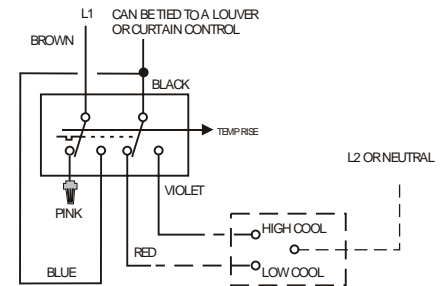 L1
CAN BE TIED TO A LOUVER
OR CURTAIN CONTROL
BROWN
BLACK
TEMP RISE
L2 OR NEUTRAL
VIOLET
PINK
HIGH COOL
RED
LOW COOL
BLUE